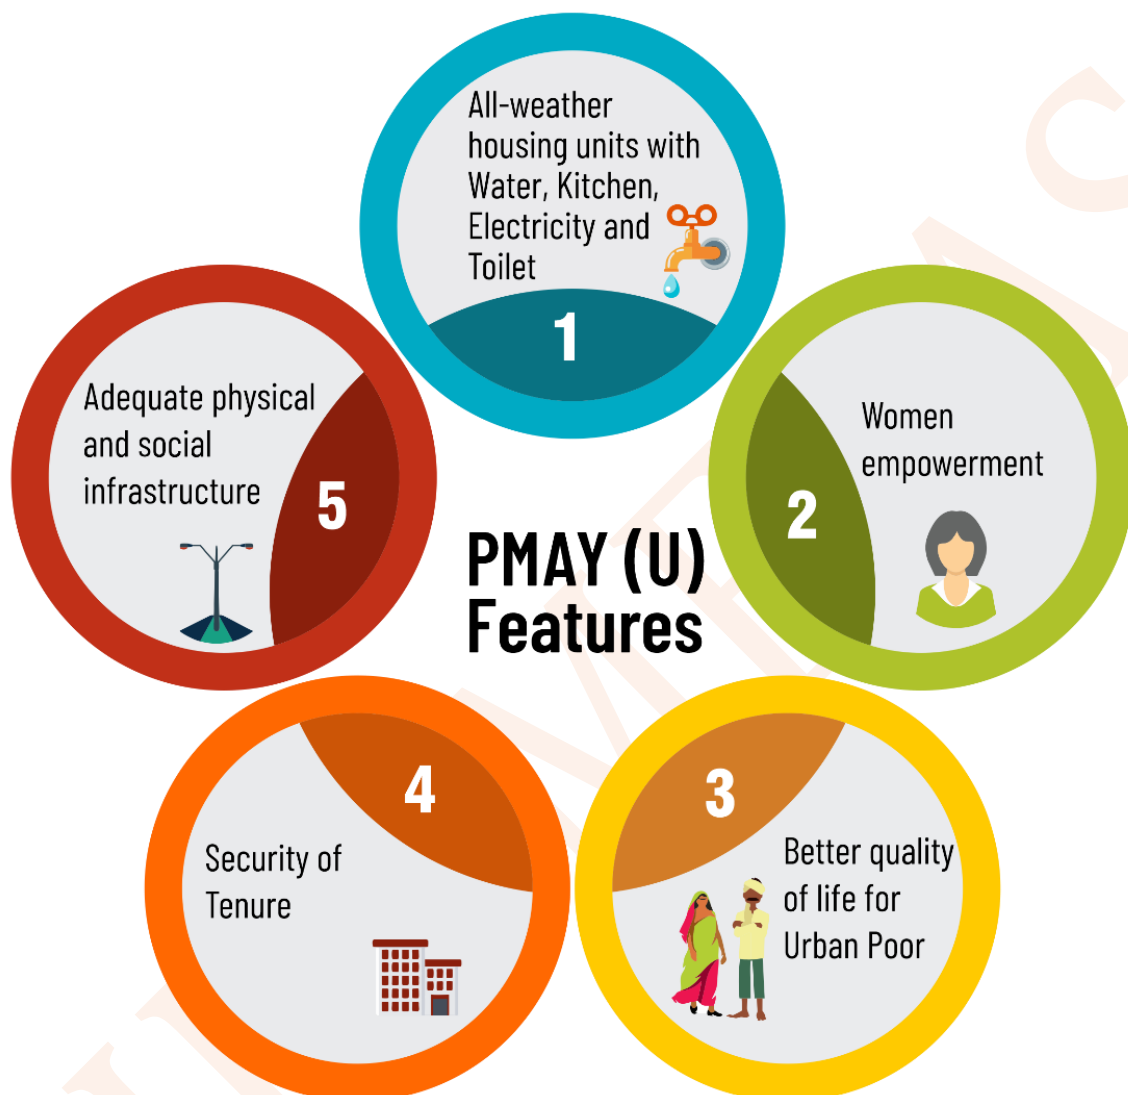 All-weather
housing units with
Water, Kitchen,
Electricity and
Toilet
1
Women
empowerment
2
Better quality
of life for
Urban Poor
3
Security of
Tenure
4
Adequate physical
and social
infrastructure
5
PMAY (U)
Features